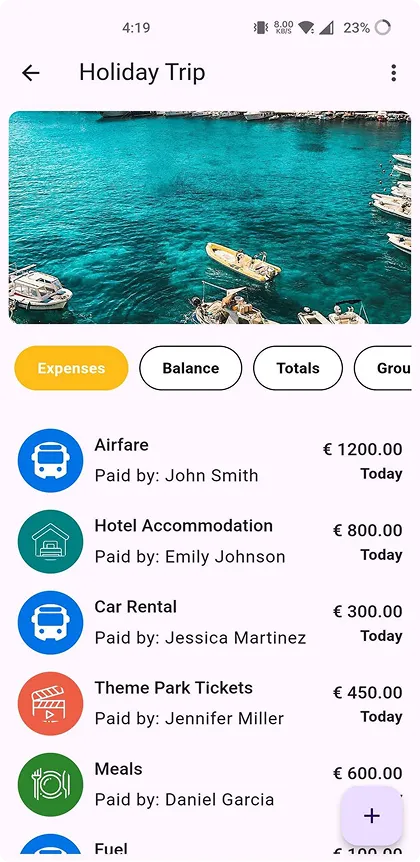 4:19
8.00
KB/S
23%
Holiday Trip
Expenses
Balance
Totals
Grou
Airfare
€ 1200.00
Paid by: John Smith
Today
Hotel Accommodation
€ 800.00
Paid by: Emily Johnson
Today
Car Rental
€ 300.00
Paid by: Jessica Martinez
Today
Theme Park Tickets
€ 450.00
Paid by: Jennifer Miller
Today
Meals
€ 600.00
Paid by: Daniel Garcia
+
Fuel
€ 100.00